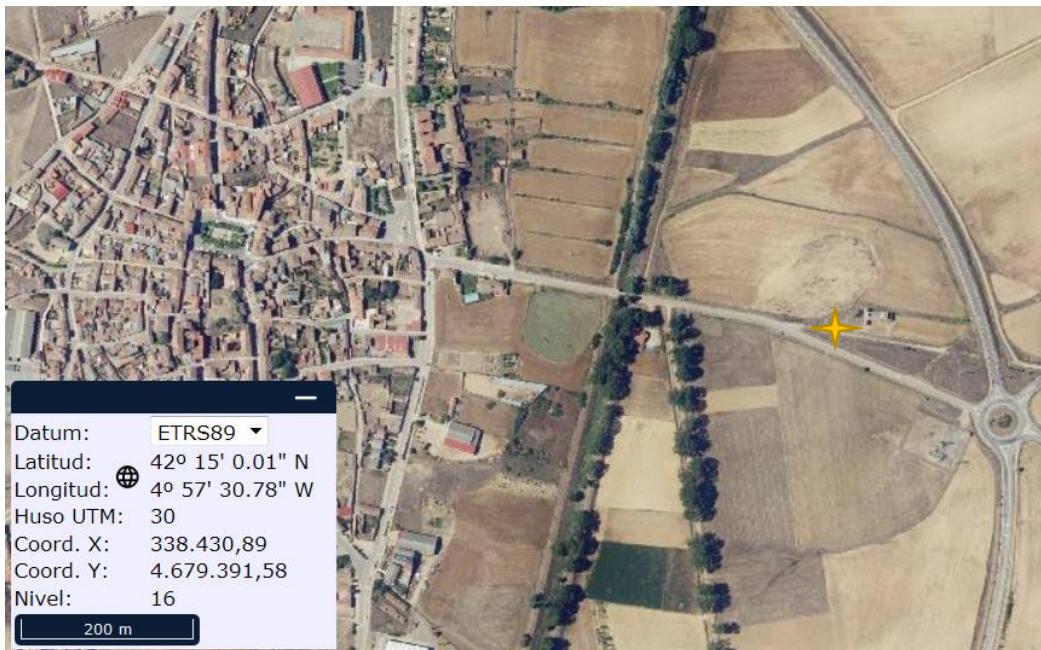 Datum: ETRS89
Latitud: 42º 15' 0.01" N
Longitud: 4º 57' 30.78" W
Huso UTM: 30
Coord. X: 338.430,89
Coord. Y: 4.679.391,58
Nivel: 16
200 m